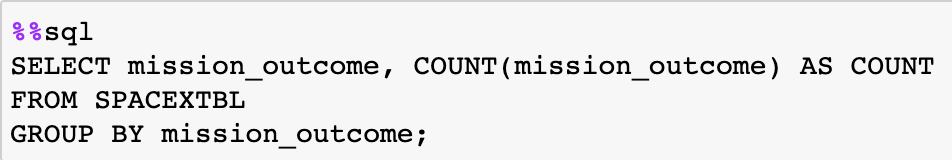 %%sql
SELECT mission_outcome, COUNT(mission_outcome) AS COUNT
FROM SPACEXTBL
GROUP BY mission_outcome;